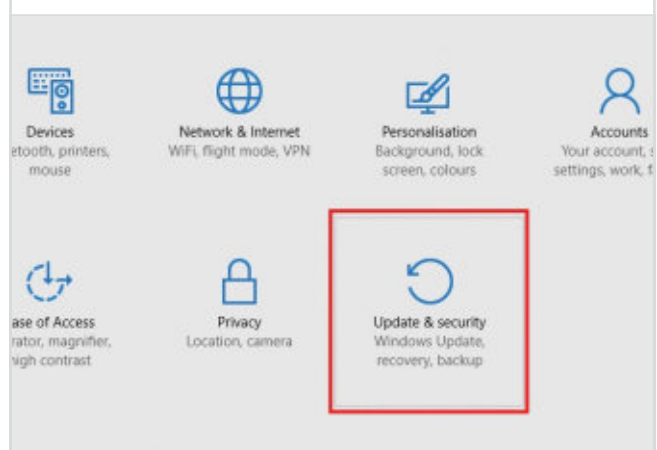 Devices
etooth, printers,
mouse
Network & Internet
WiFi, flight mode, VPN
Personalisation
Background, lock
screen, colours
Accounts
Your account,
settings, work,
ase of Access
rator, magnifier,
high contrast
Privacy
Location, camera
Update & security
Windows Update,
recovery, backup